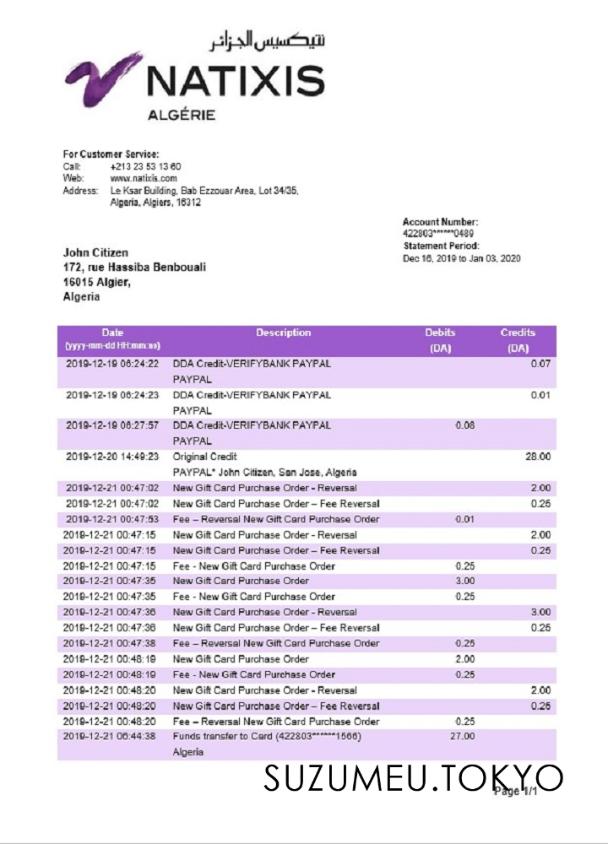 نتيكسيس الجزائر
NATIXIS
ALGÉRIE
For Customer Service:
Call: +213 23 53 13 60
Web: www.natixis.com
Address: Le Ksar Building, Bab Ezzouar Area, Lot 34/35,
Algeria, Algiers, 16312
Account Number:
422803******0489
Statement Period:
Dec 16, 2019 to Jan 03, 2020
John Citizen
172, rue Hassiba Benbouali
16015 Algier,
Algeria
Date Description Debits Credits
(yyyy-mm-dd HH:mm:ss) (DA) (DA)
2019-12-19 06:24:22 DDA Credit-VERIFYBANK PAYPAL 0.07
PAYPAL
2019-12-19 06:24:23 DDA Credit-VERIFYBANK PAYPAL 0.01
PAYPAL
2019-12-19 06:27:57 DDA Credit-VERIFYBANK PAYPAL 0.08
PAYPAL
2019-12-20 14:49:23 Original Credit 28.00
PAYPAL* John Citizen, San Jose, Algeria
2019-12-21 00:47:02 New Gift Card Purchase Order - Reversal 2.00
2019-12-21 00:47:02 New Gift Card Purchase Order – Fee Reversal 0.25
2019-12-21 00:47:53 Fee – Reversal New Gift Card Purchase Order 0.01
2019-12-21 00:47:15 New Gift Card Purchase Order - Reversal 2.00
2019-12-21 00:47:15 New Gift Card Purchase Order – Fee Reversal 0.25
2019-12-21 00:47:15 Fee - New Gift Card Purchase Order 0.25
2019-12-21 00:47:35 New Gift Card Purchase Order 3.00
2019-12-21 00:47:35 Fee - New Gift Card Purchase Order 0.25
2019-12-21 00:47:36 New Gift Card Purchase Order - Reversal 3.00
2019-12-21 00:47:36 New Gift Card Purchase Order – Fee Reversal 0.25
2019-12-21 00:47:38 Fee – Reversal New Gift Card Purchase Order 0.25
2019-12-21 00:48:19 New Gift Card Purchase Order 2.00
2019-12-21 00:48:19 Fee - New Gift Card Purchase Order 0.25
2019-12-21 00:48:20 New Gift Card Purchase Order - Reversal 2.00
2019-12-21 00:48:20 New Gift Card Purchase Order – Fee Reversal 0.25
2019-12-21 00:48:20 Fee – Reversal New Gift Card Purchase Order 0.25
2019-12-21 06:44:38 Funds transfer to Card (422803******1566) 27.00
Algeria
SUZUMEU.TOKYO
Page 1/1